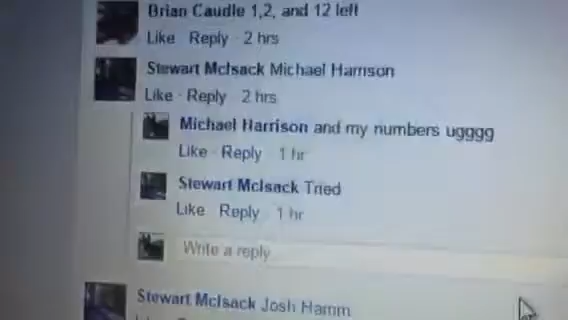 Brian Caudle 1,2, and 12 left
Like Reply · 2 hrs
Stewart McIsack Michael Harrison
Like · Reply · 2 hrs
Michael Harrison and my numbers ugggg
Like · Reply · 1 hr
Stewart McIsack Tried
Like Reply · 1 hr
Write a reply...
Stewart McIsack Josh Hamm